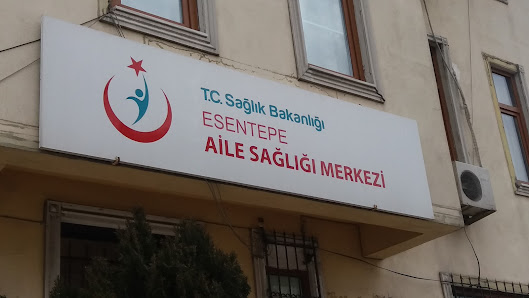 T.C. Sağlık Bakanlığı
ESENTEPE
AİLE SAĞLIĞI MERKEZİ